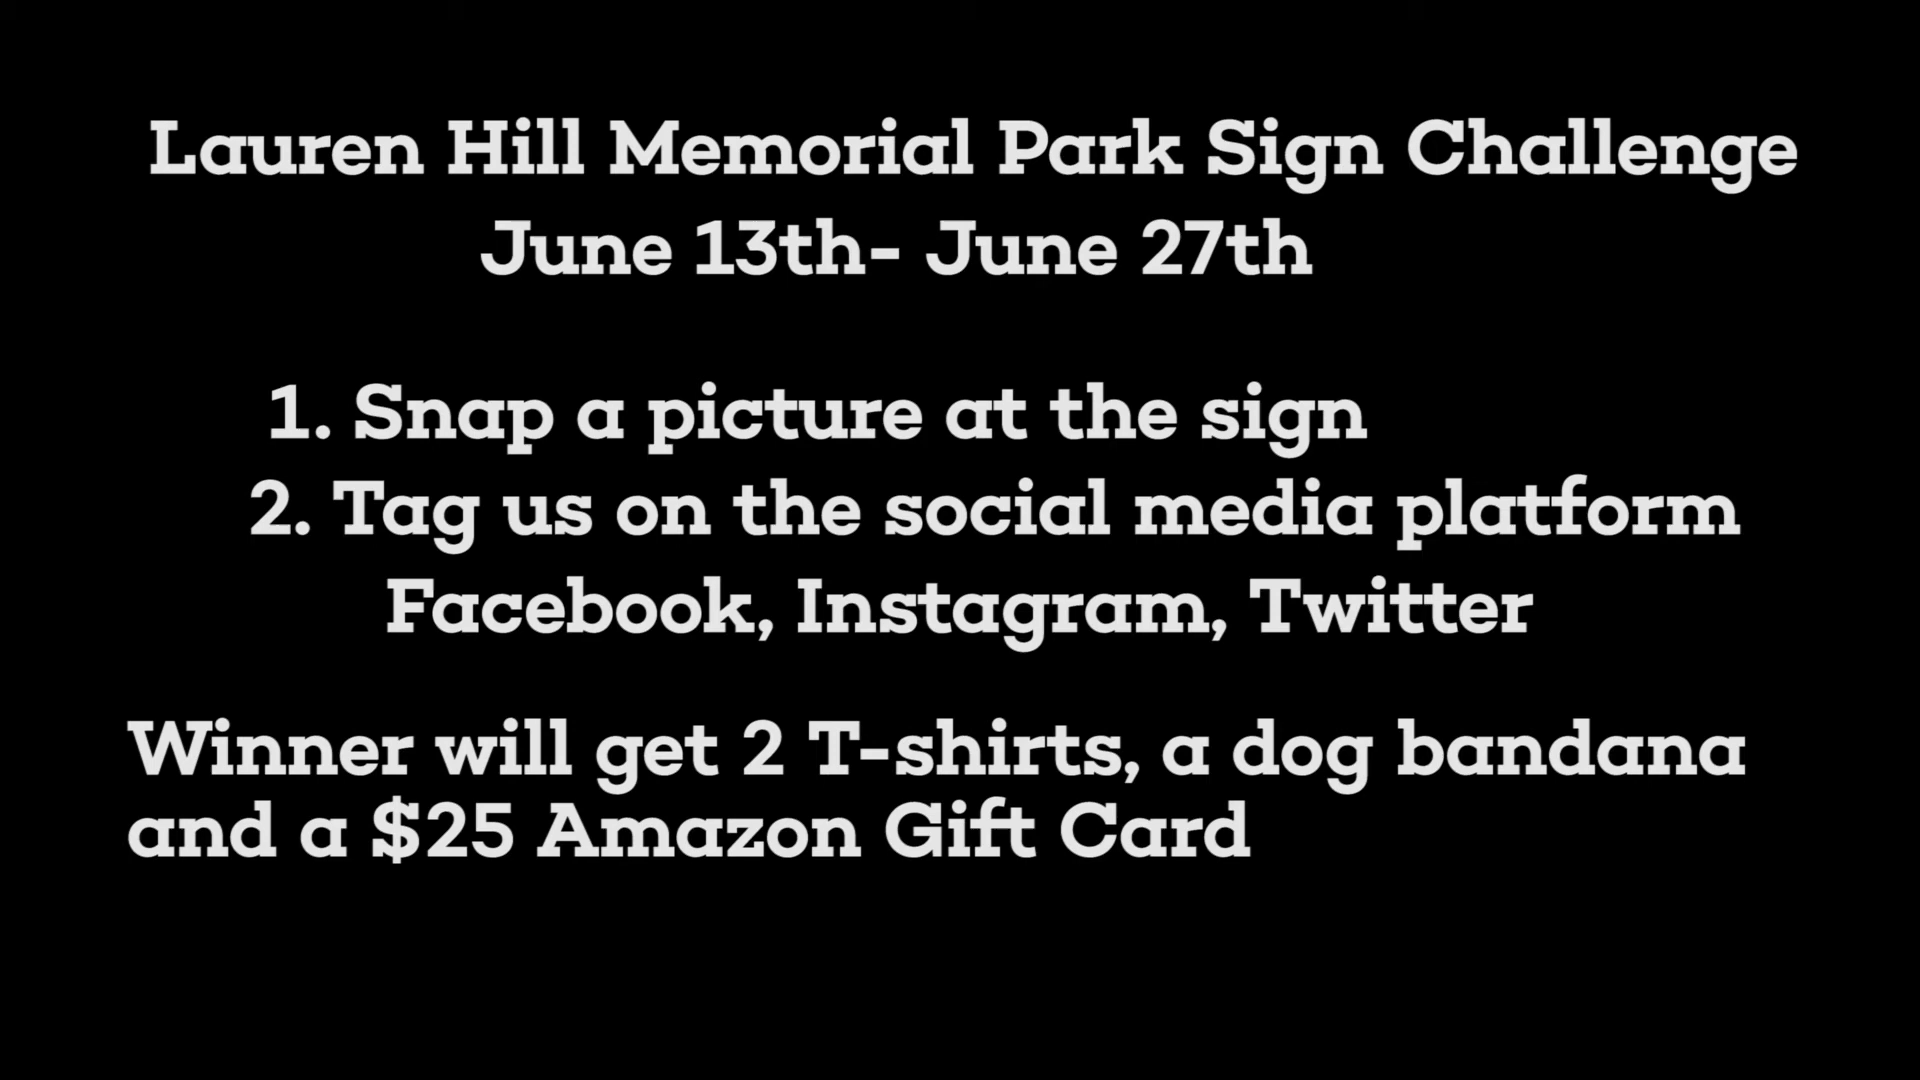 Lauren Hill Memorial Park Sign Challenge
June 13th- June 27th
1. Snap a picture at the sign
2. Tag us on the social media platform
Facebook, Instagram, Twitter
Winner will get 2 T-shirts, a dog bandana
and a $25 Amazon Gift Card